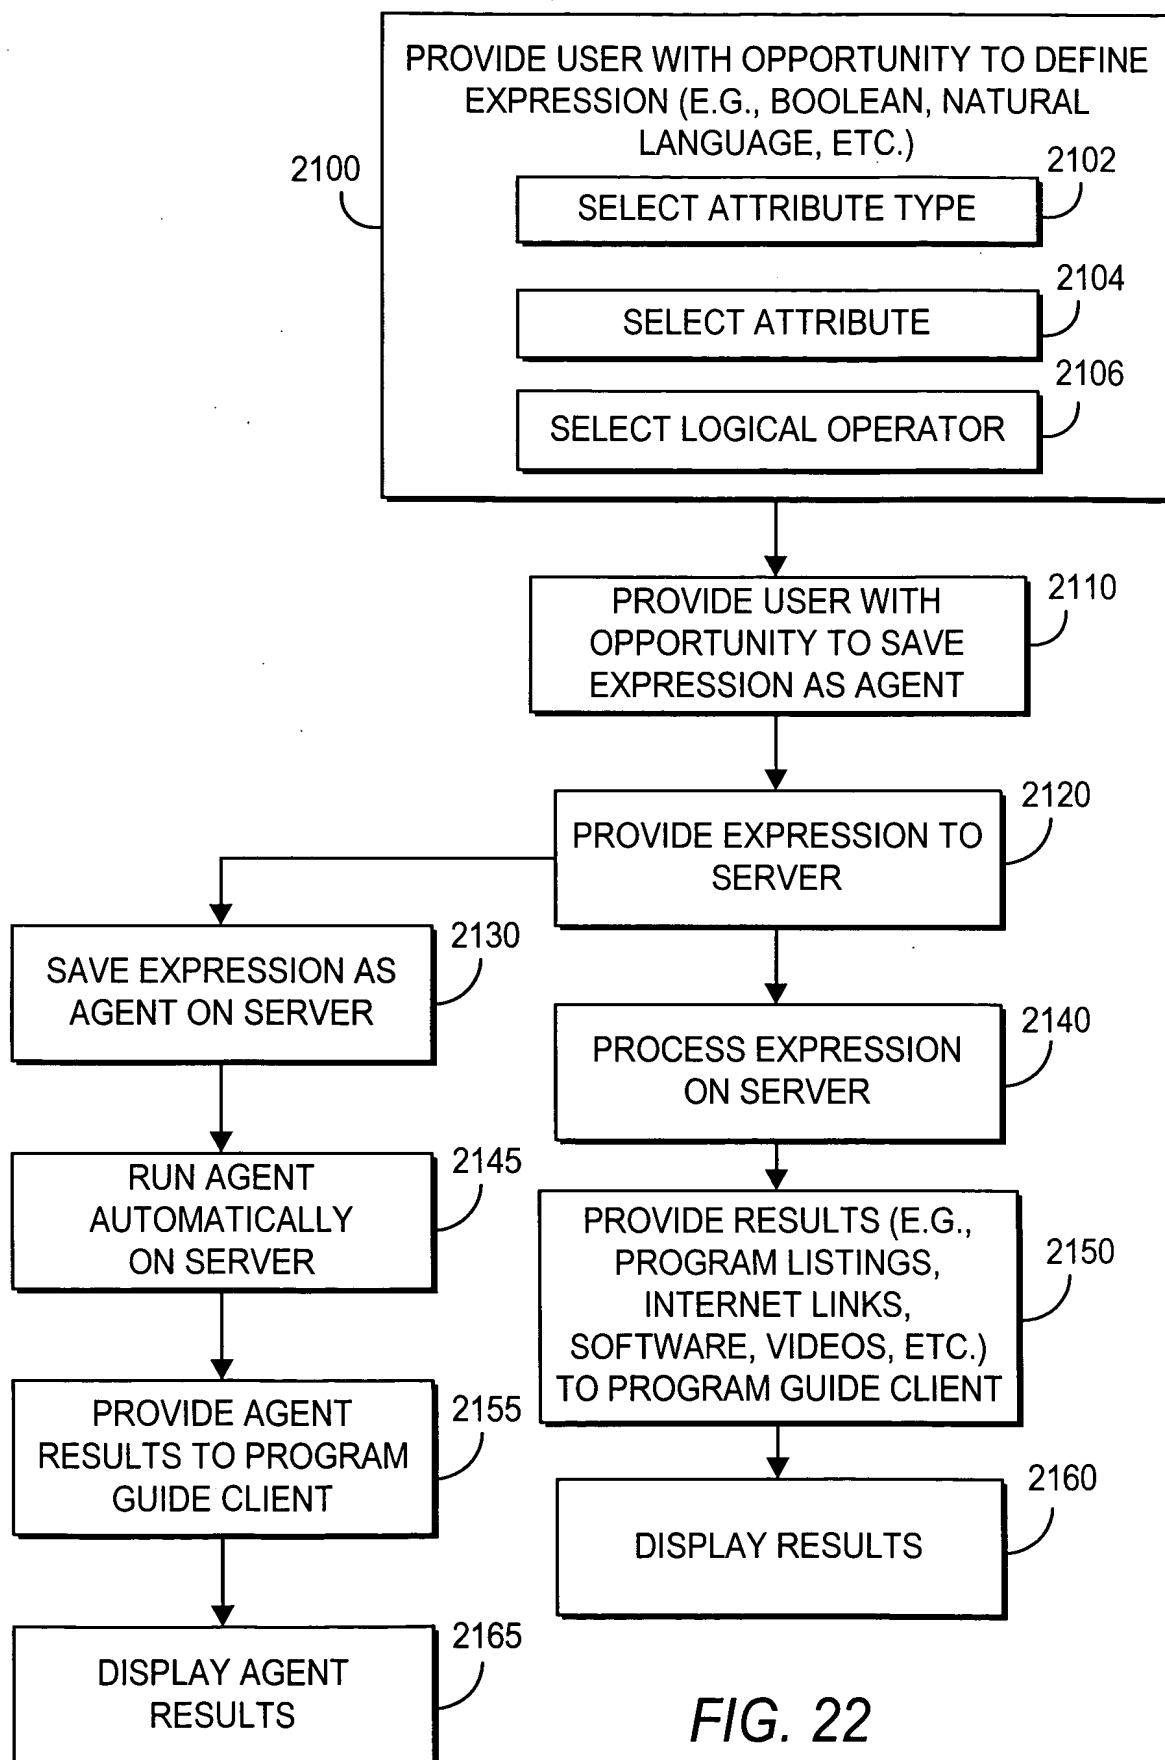 PROVIDE USER WITH OPPORTUNITY TO DEFINE
EXPRESSION (E.G., BOOLEAN, NATURAL
LANGUAGE, ETC.)
2100
2102
SELECT ATTRIBUTE TYPE
2104
SELECT ATTRIBUTE
2106
SELECT LOGICAL OPERATOR
2110
PROVIDE USER WITH
OPPORTUNITY TO SAVE
EXPRESSION AS AGENT
2120
PROVIDE EXPRESSION TO
SERVER
2130
SAVE EXPRESSION AS
AGENT ON SERVER
2140
PROCESS EXPRESSION
ON SERVER
2145
RUN AGENT
AUTOMATICALLY
ON SERVER
2150
PROVIDE RESULTS (E.G.,
PROGRAM LISTINGS,
INTERNET LINKS,
SOFTWARE, VIDEOS, ETC.)
TO PROGRAM GUIDE CLIENT
2155
PROVIDE AGENT
RESULTS TO PROGRAM
GUIDE CLIENT
2160
DISPLAY RESULTS
2165
DISPLAY AGENT
RESULTS
FIG. 22